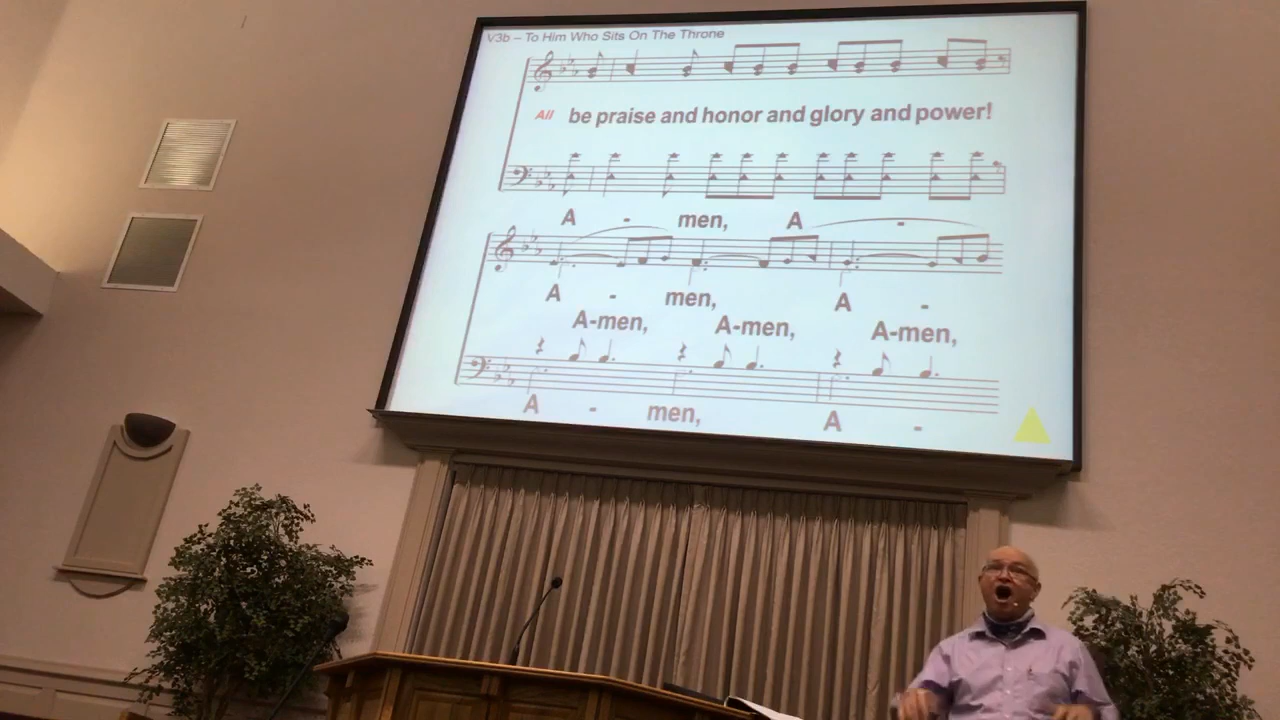 V3b – To Him Who Sits On The Throne
All be praise and honor and glory and power!
A - men, A -
A - men, A -
A-men, A-men, A-men,
A - men, A -